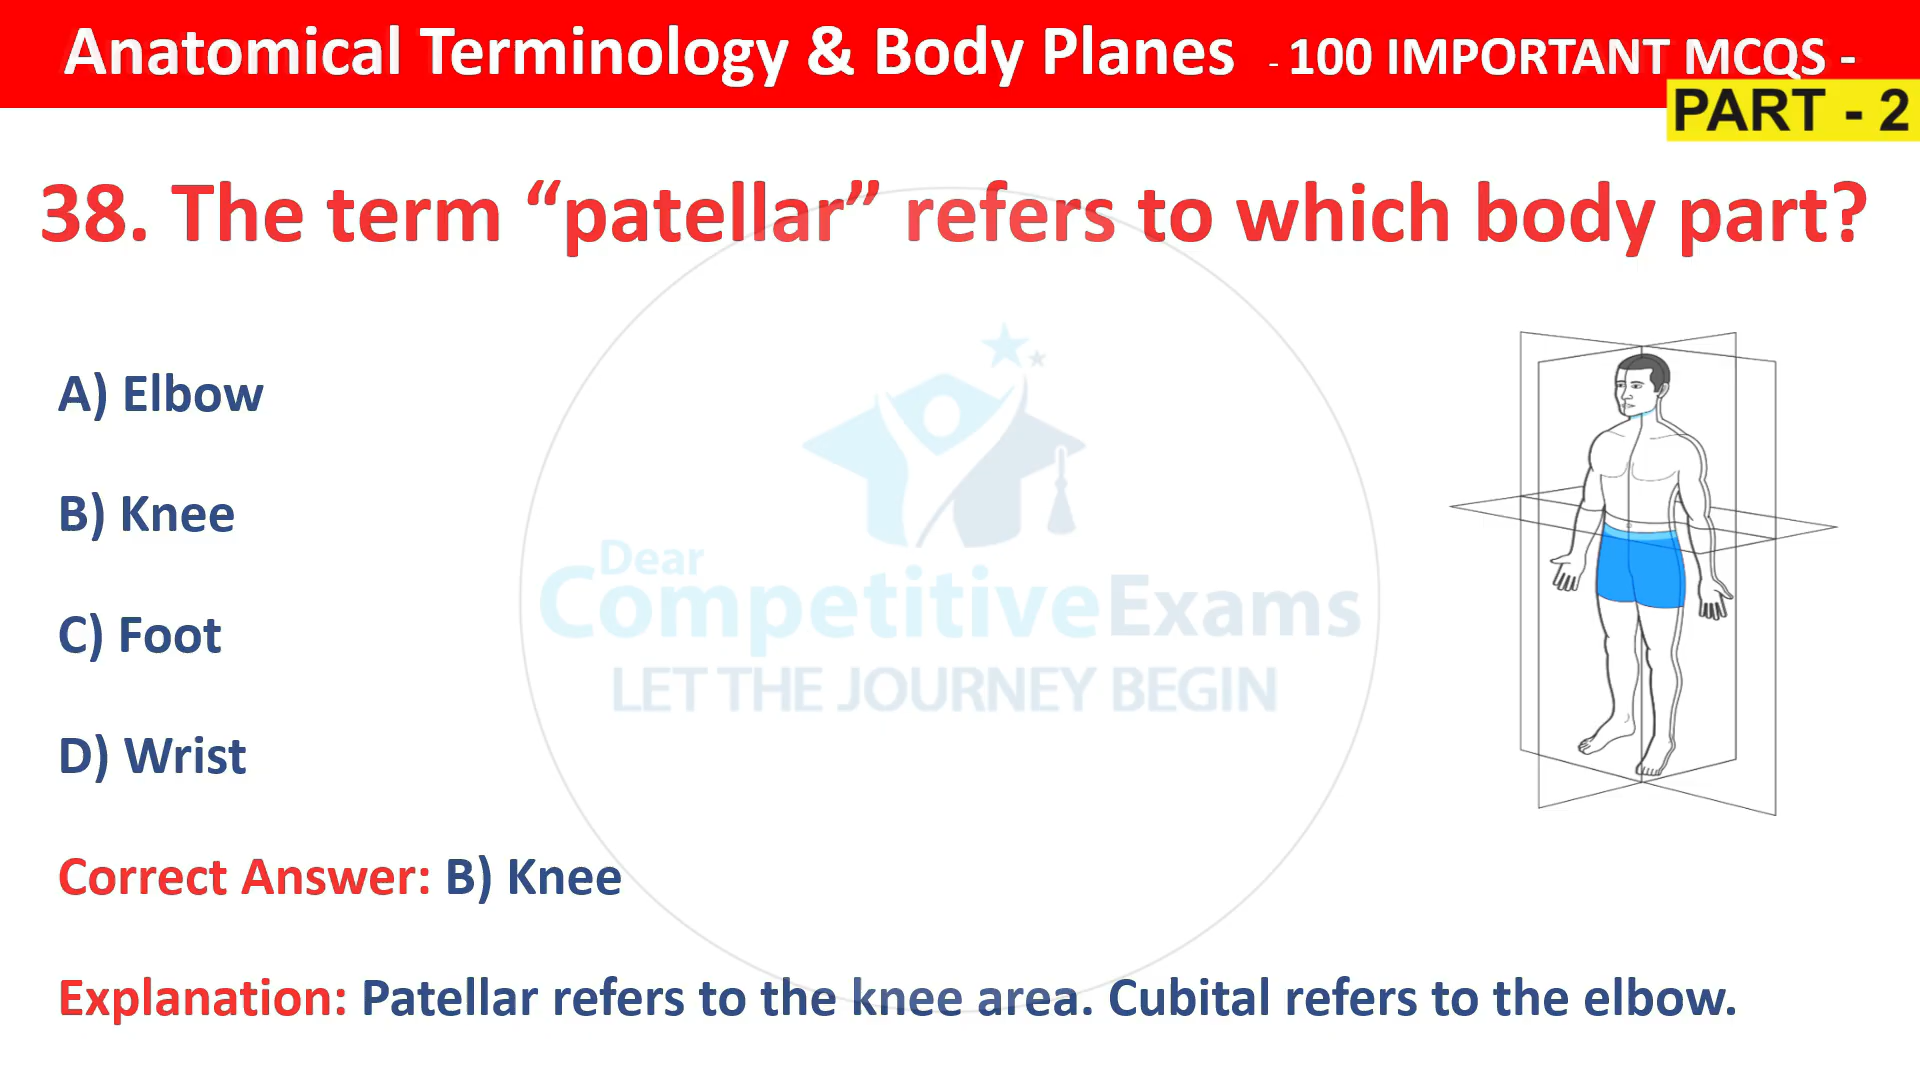 Anatomical Terminology & Body Planes - 100 IMPORTANT MCQS -
PART - 2
38. The term “patellar” refers to which body part?
A) Elbow
B) Knee
C) Foot
D) Wrist
Dear
CompetitiveExams
LET THE JOURNEY BEGIN
Correct Answer: B) Knee
Explanation: Patellar refers to the knee area. Cubital refers to the elbow.